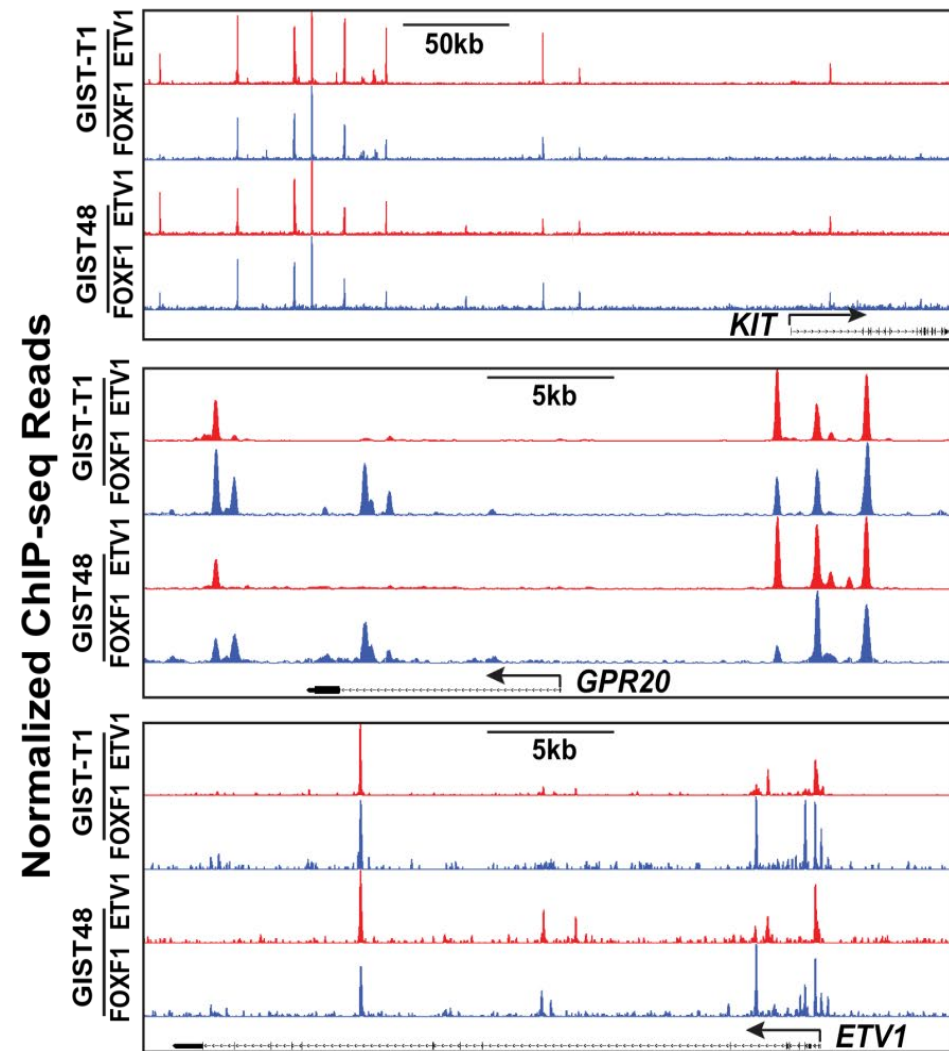 Normalized ChIP-seq Reads
GIST-T1
ETV1
FOXF1
GIST48
ETV1
FOXF1
50kb
KIT
GIST-T1
ETV1
FOXF1
GIST48
ETV1
FOXF1
5kb
GPR20
GIST-T1
ETV1
FOXF1
GIST48
ETV1
FOXF1
5kb
ETV1